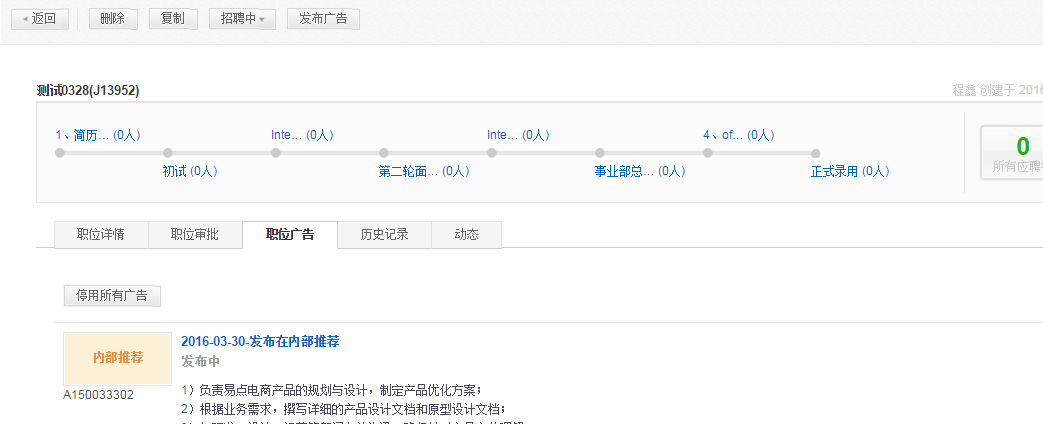 返回 删除 复制 招聘中 发布广告
测试0328(J13952) 程鑫 创建于 2016
1、简历... (0人) Inte... (0人) Inte... (0人) 4、of... (0人)
初试 (0人) 第二轮面... (0人) 事业部总... (0人) 正式录用 (0人)
0
所有应聘
职位详情 职位审批 职位广告 历史记录 动态
停用所有广告
内部推荐
A150033302
2016-03-30-发布在内部推荐
发布中
1）负责易点电商产品的规划与设计，制定产品优化方案；
2）根据业务需求，撰写详细的产品设计文档和原型设计文档；